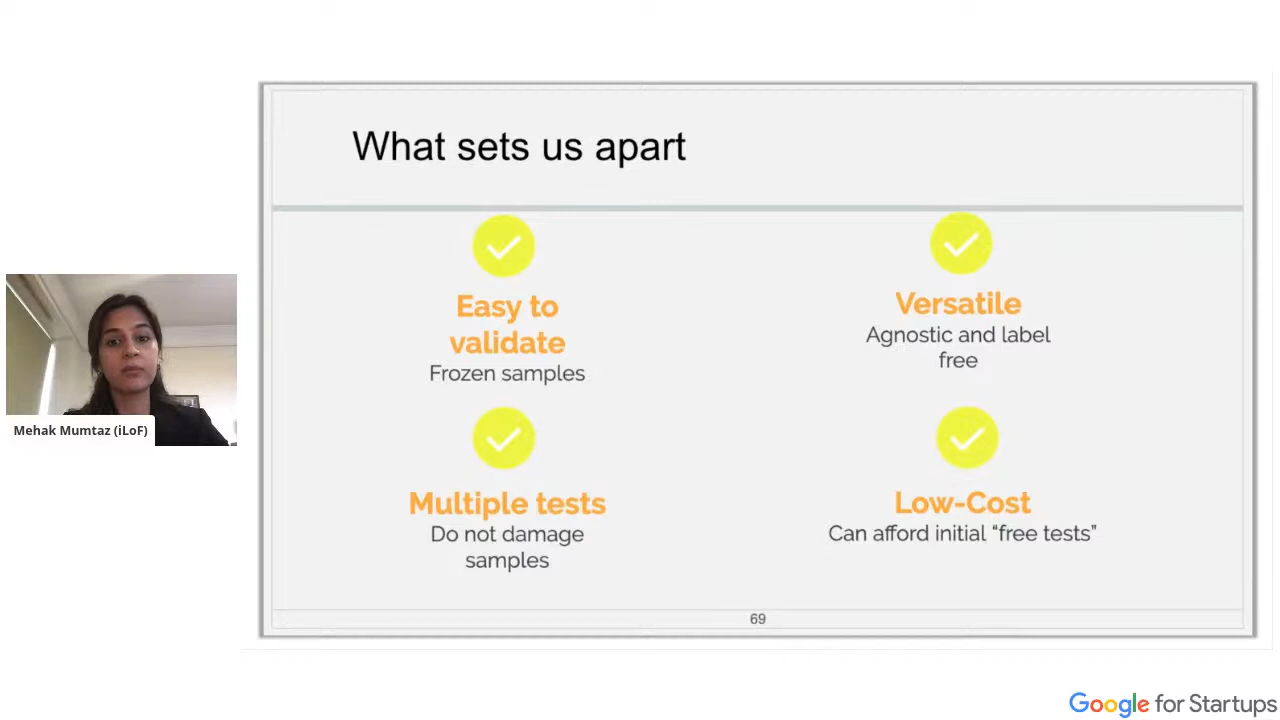 What sets us apart
Easy to
validate
Frozen samples
Versatile
Agnostic and label
free
Multiple tests
Do not damage
samples
Low-Cost
Can afford initial “free tests”
69
Mehak Mumtaz (iLoF)
Google for Startups